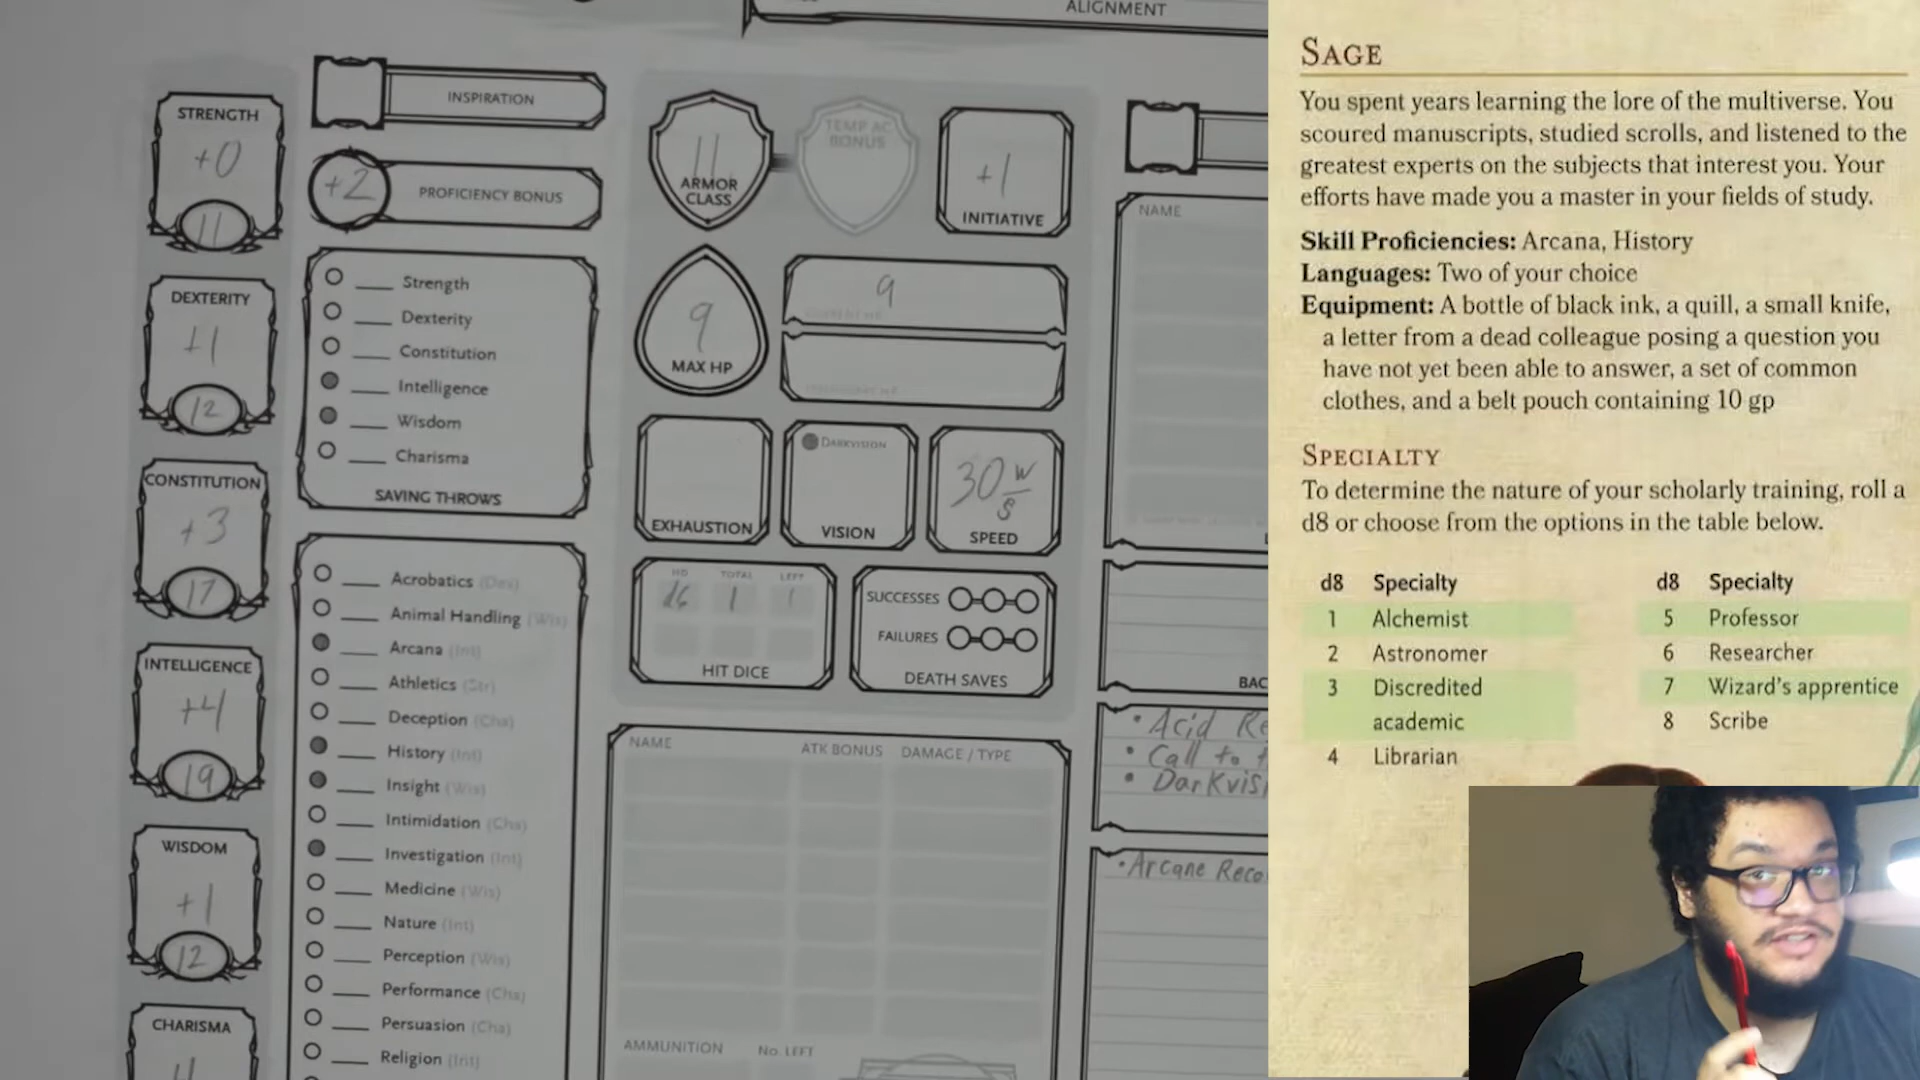 ALIGNMENT
STRENGTH
+0
11
DEXTERITY
+1
12
CONSTITUTION
+3
17
INTELLIGENCE
+4
19
WISDOM
+1
12
CHARISMA
INSPIRATION
+2
PROFICIENCY BONUS
Strength
Dexterity
Constitution
Intelligence
Wisdom
Charisma
SAVING THROWS
Acrobatics (Dex)
Animal Handling (Wis)
Arcana (Int)
Athletics (Str)
Deception (Cha)
History (Int)
Insight (Wis)
Intimidation (Cha)
Investigation (Int)
Medicine (Wis)
Nature (Int)
Perception (Wis)
Performance (Cha)
Persuasion (Cha)
Religion (Int)
11
ARMOR
CLASS
TEMP AC
BONUS
+1
INITIATIVE
9
MAX HP
9
CURRENT HP
EXHAUSTION
DARKVISION
VISION
30 W
S
SPEED
HD TOTAL LEFT
d6 1 1
HIT DICE
SUCCESSES
FAILURES
DEATH SAVES
NAME ATK BONUS DAMAGE / TYPE
AMMUNITION No. LEFT
NAME
BAC
• Acid Re
• Call to t
• Darkvisi
• Arcane Reco
SAGE
You spent years learning the lore of the multiverse. You
scoured manuscripts, studied scrolls, and listened to the
greatest experts on the subjects that interest you. Your
efforts have made you a master in your fields of study.
Skill Proficiencies: Arcana, History
Languages: Two of your choice
Equipment: A bottle of black ink, a quill, a small knife,
a letter from a dead colleague posing a question you
have not yet been able to answer, a set of common
clothes, and a belt pouch containing 10 gp
SPECIALTY
To determine the nature of your scholarly training, roll a
d8 or choose from the options in the table below.
d8 Specialty
1 Alchemist
2 Astronomer
3 Discredited
academic
4 Librarian
d8 Specialty
5 Professor
6 Researcher
7 Wizard's apprentice
8 Scribe